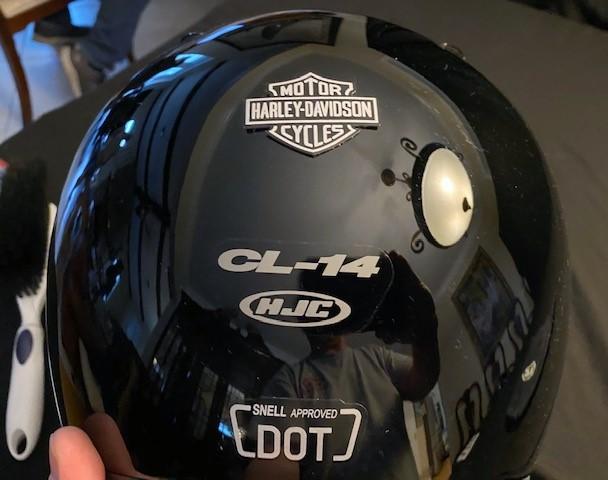 MOTOR
HARLEY-DAVIDSON
CYCLES
CL-14
HJC
SNELL APPROVED
DOT